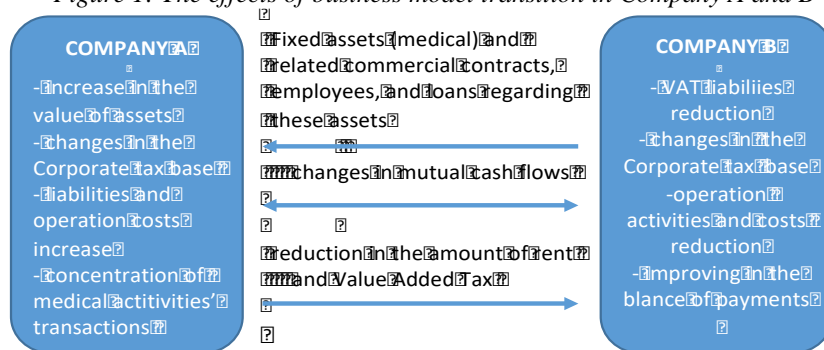 Figure 1. The effects of business model transition in Company A and B
COMPANY A
- Increase in the
value of assets
- changes in the
Corporate tax base
- liabilities and
operation costs
increase
- concentration of
medical actitivities'
transactions
Fixed assets (medical) and
related commercial contracts,
employees, and loans regarding
these assets
changes in mutual cash flows
reduction in the amount of rent
and Value Added Tax
COMPANY B
- VAT liabiliies
reduction
- changes in the
Corporate tax base
-operation
activities and costs
reduction
- improving in the
blance of payments